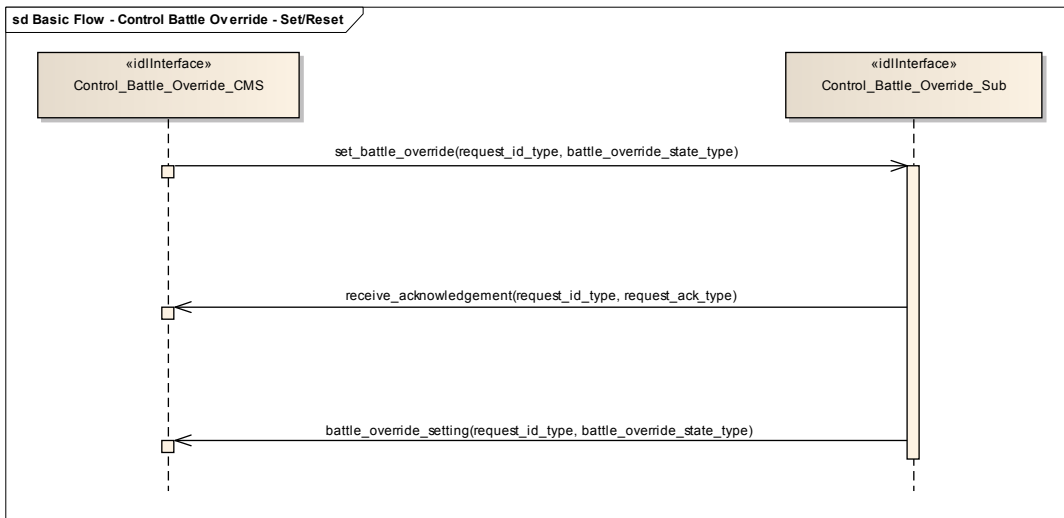 sd Basic Flow - Control Battle Override - Set/Reset
«idlInterface»
Control_Battle_Override_CMS
«idlInterface»
Control_Battle_Override_Sub
set_battle_override(request_id_type, battle_override_state_type)
receive_acknowledgement(request_id_type, request_ack_type)
battle_override_setting(request_id_type, battle_override_state_type)